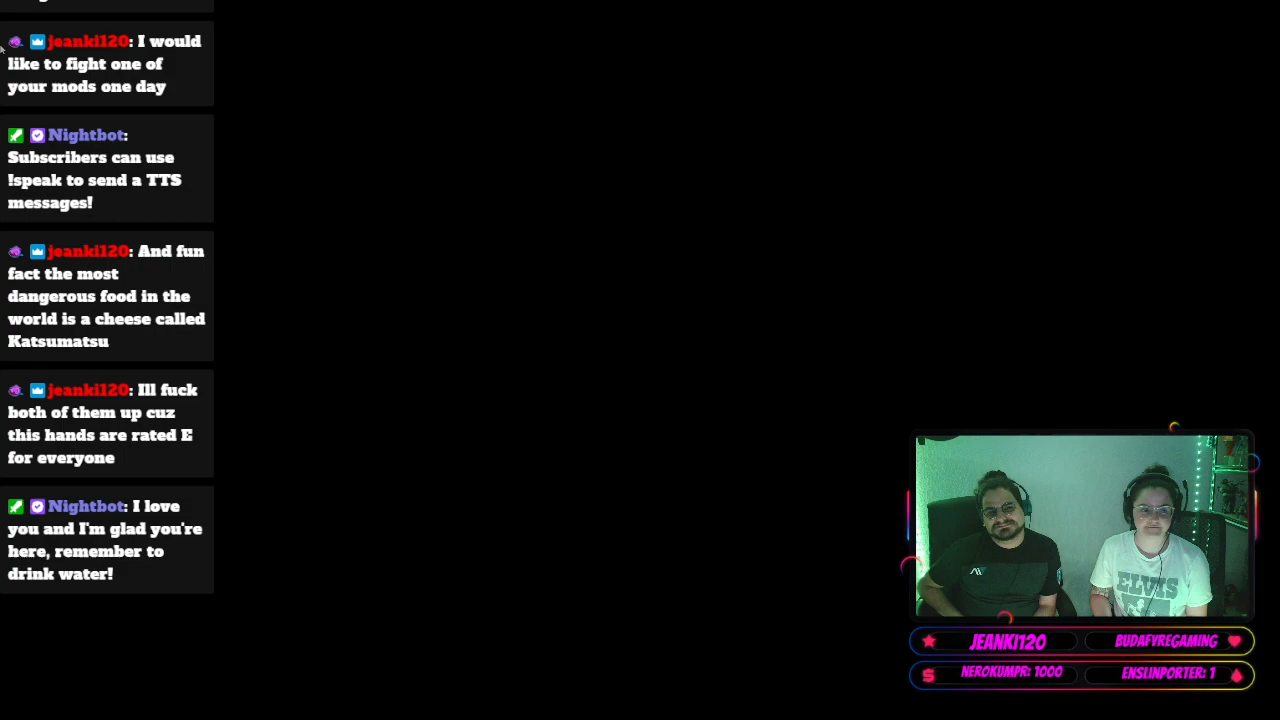 jeanki120: I would
like to fight one of
your mods one day
Nightbot:
Subscribers can use
!speak to send a TTS
messages!
jeanki120: And fun
fact the most
dangerous food in the
world is a cheese called
Katsumatsu
jeanki120: Ill fuck
both of them up cuz
this hands are rated E
for everyone
Nightbot: I love
you and I'm glad you're
here, remember to
drink water!
ELVIS
JEANKI120
BUDAFYREGAMING
NEROKUMPR: 1000
ENSLINPORTER: 1